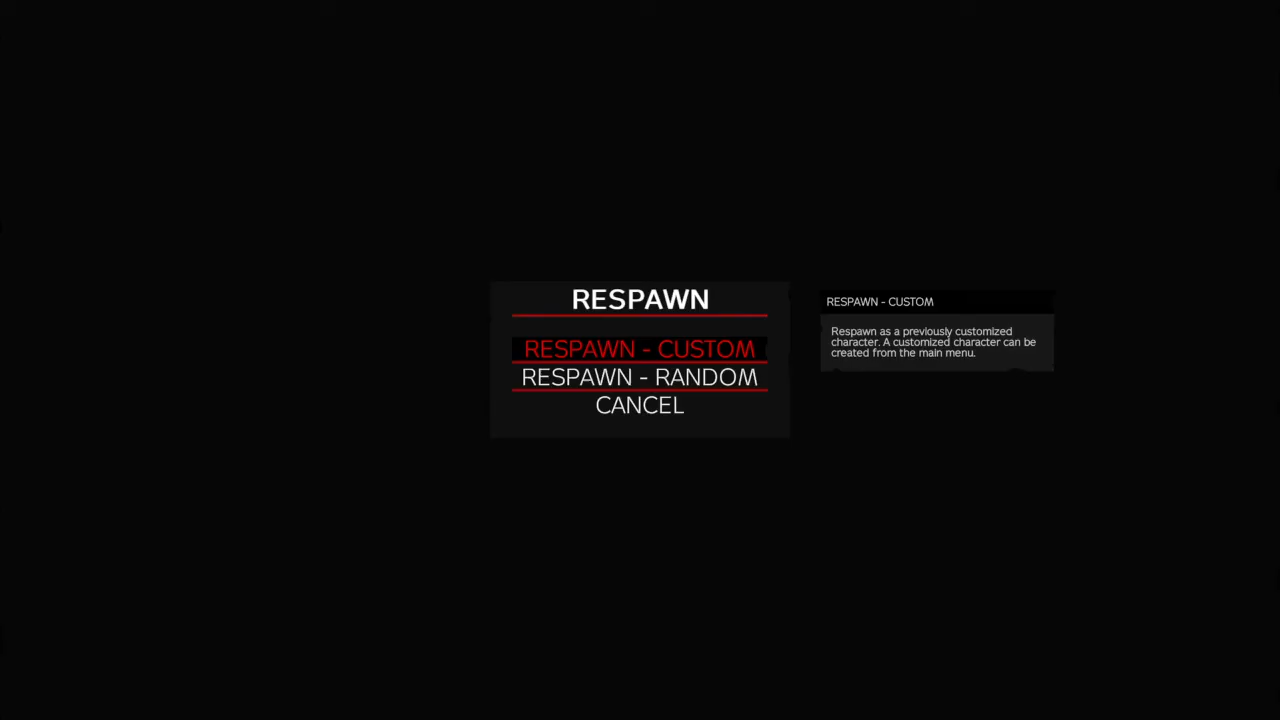 RESPAWN
RESPAWN - CUSTOM
RESPAWN - RANDOM
CANCEL
RESPAWN - CUSTOM
Respawn as a previously customized
character. A customized character can be
created from the main menu.